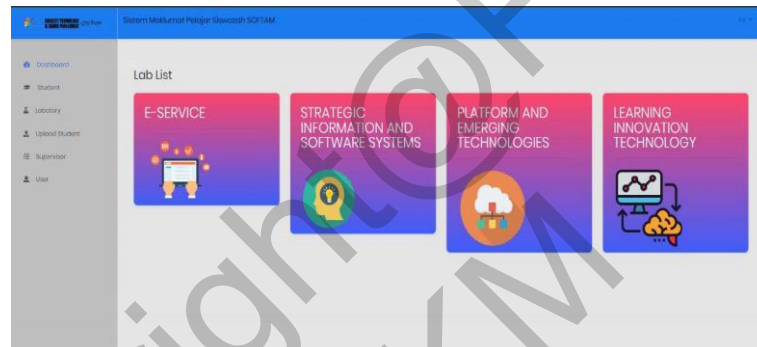 Sistem Maklumat Pelajar Siswazah SOFTAM
Dashboard
Student
Labotary
Upload Student
Supervisor
User
Lab List
E-SERVICE
STRATEGIC
INFORMATION AND
SOFTWARE SYSTEMS
PLATFORM AND
EMERGING
TECHNOLOGIES
LEARNING
INNOVATION
TECHNOLOGY